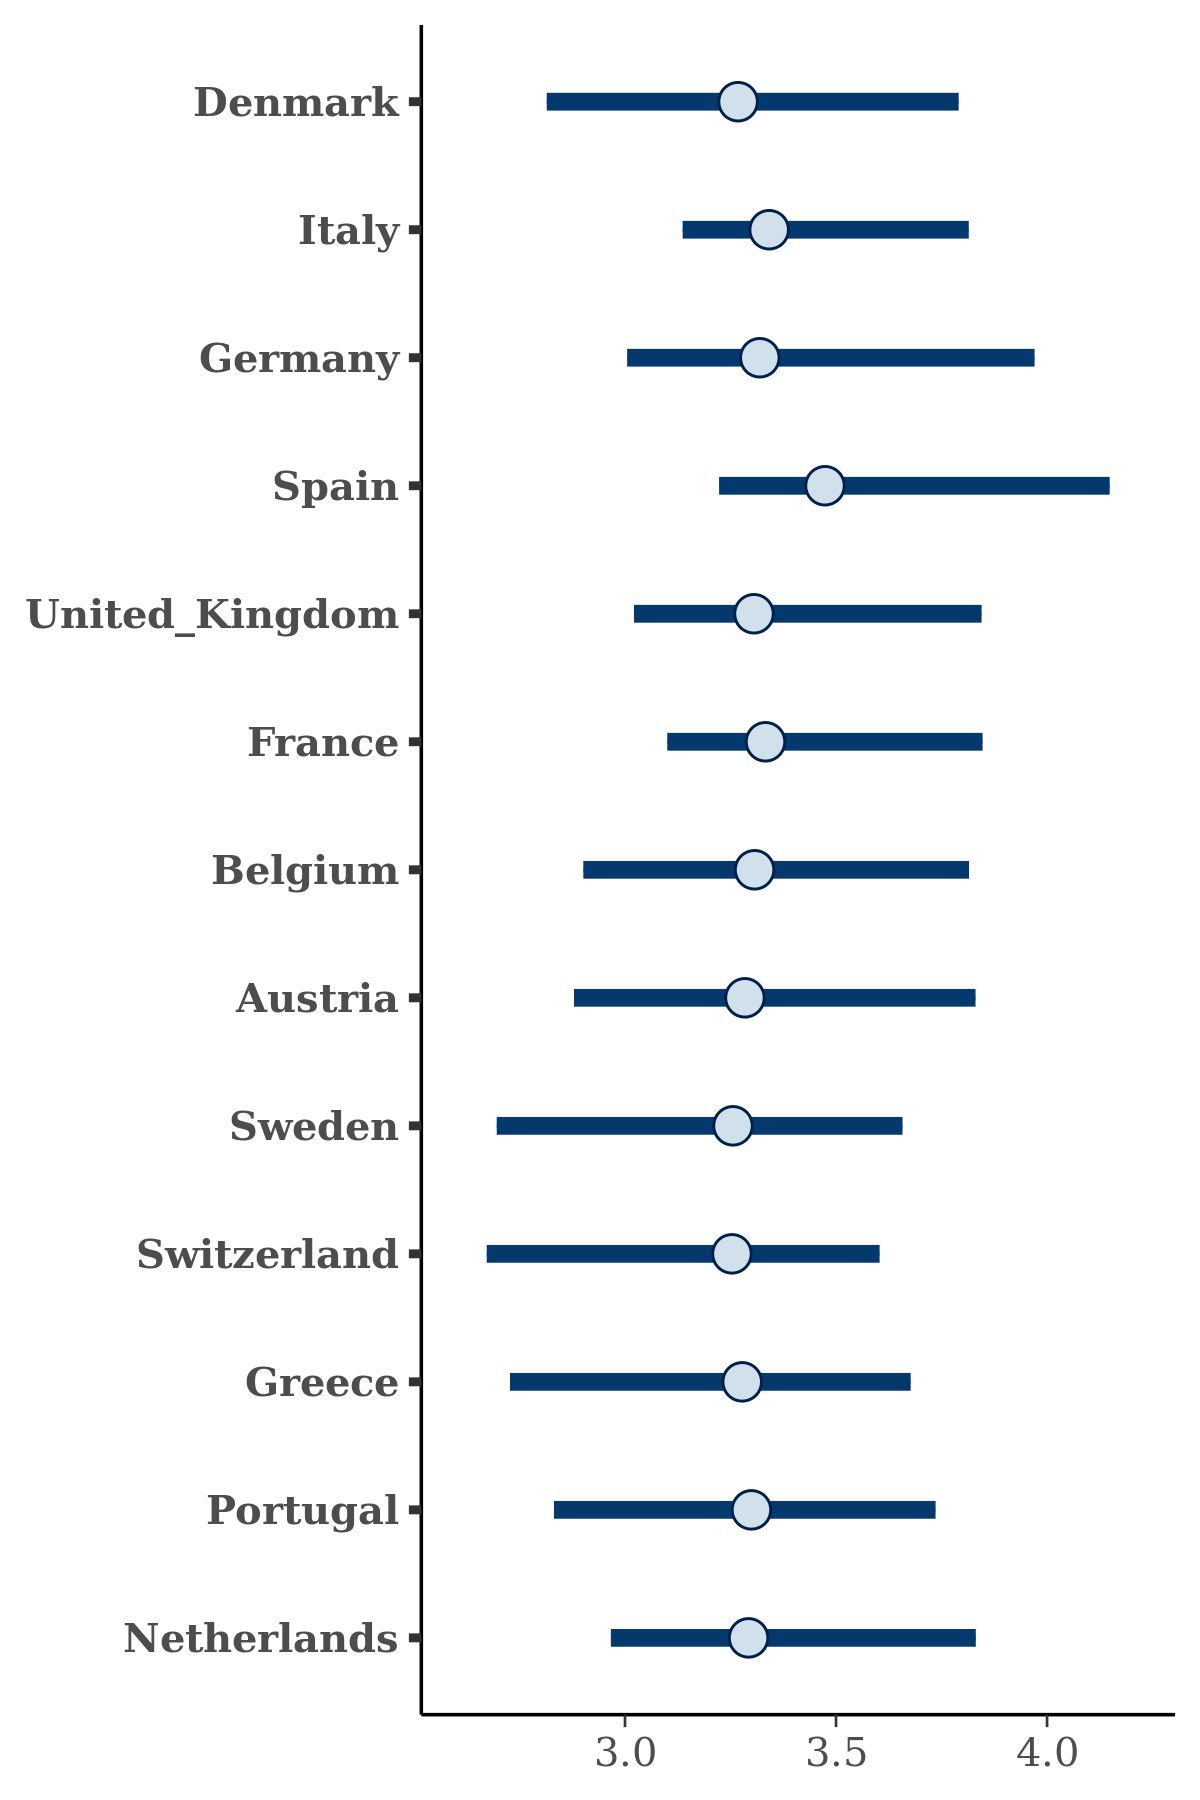 Denmark
Italy
Germany
Spain
United_Kingdom
France
Belgium
Austria
Sweden
Switzerland
Greece
Portugal
Netherlands
3.0 3.5 4.0